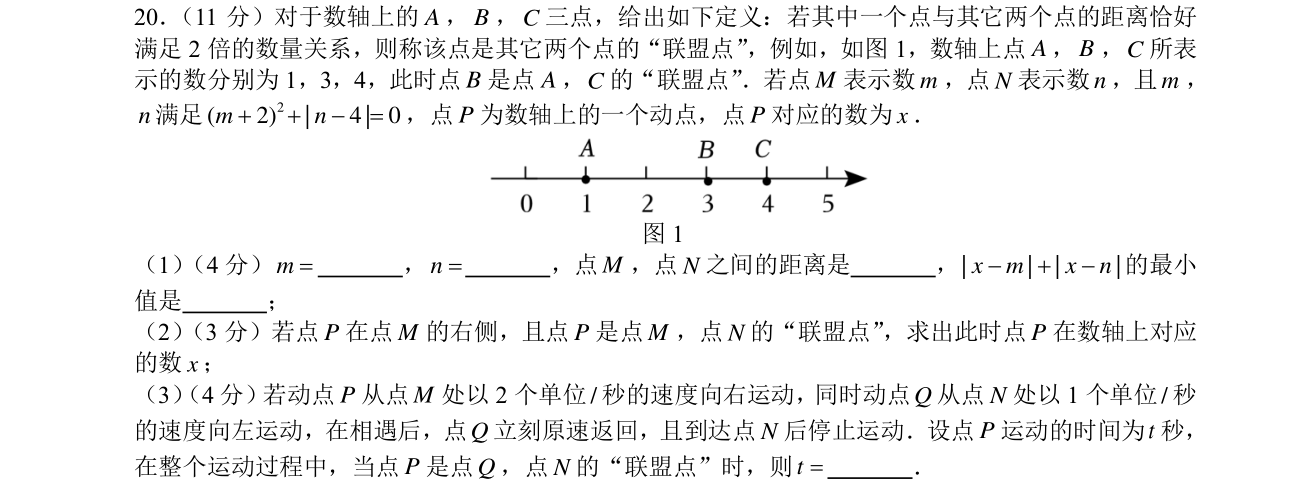 20.（11 分）对于数轴上的 A，B，C 三点，给出如下定义：若其中一个点与其它两个点的距离恰好
满足 2 倍的数量关系，则称该点是其它两个点的“联盟点”，例如，如图 1，数轴上点 A，B，C 所表
示的数分别为 1，3，4，此时点 B 是点 A，C 的“联盟点”．若点 M 表示数 m，点 N 表示数 n，且 m，
n 满足 (m+2)²+|n−4|=0，点 P 为数轴上的一个动点，点 P 对应的数为 x．
A B C
0 1 2 3 4 5
图 1
（1）（4 分）m=______，n=______，点 M，点 N 之间的距离是______，|x−m|+|x−n| 的最小
值是______；
（2）（3 分）若点 P 在点 M 的右侧，且点 P 是点 M，点 N 的“联盟点”，求出此时点 P 在数轴上对应
的数 x；
（3）（4 分）若动点 P 从点 M 处以 2 个单位/秒的速度向右运动，同时动点 Q 从点 N 处以 1 个单位/秒
的速度向左运动，在相遇后，点 Q 立刻原速返回，且到达点 N 后停止运动．设点 P 运动的时间为 t 秒，
在整个运动过程中，当点 P 是点 Q，点 N 的“联盟点”时，则 t=______．